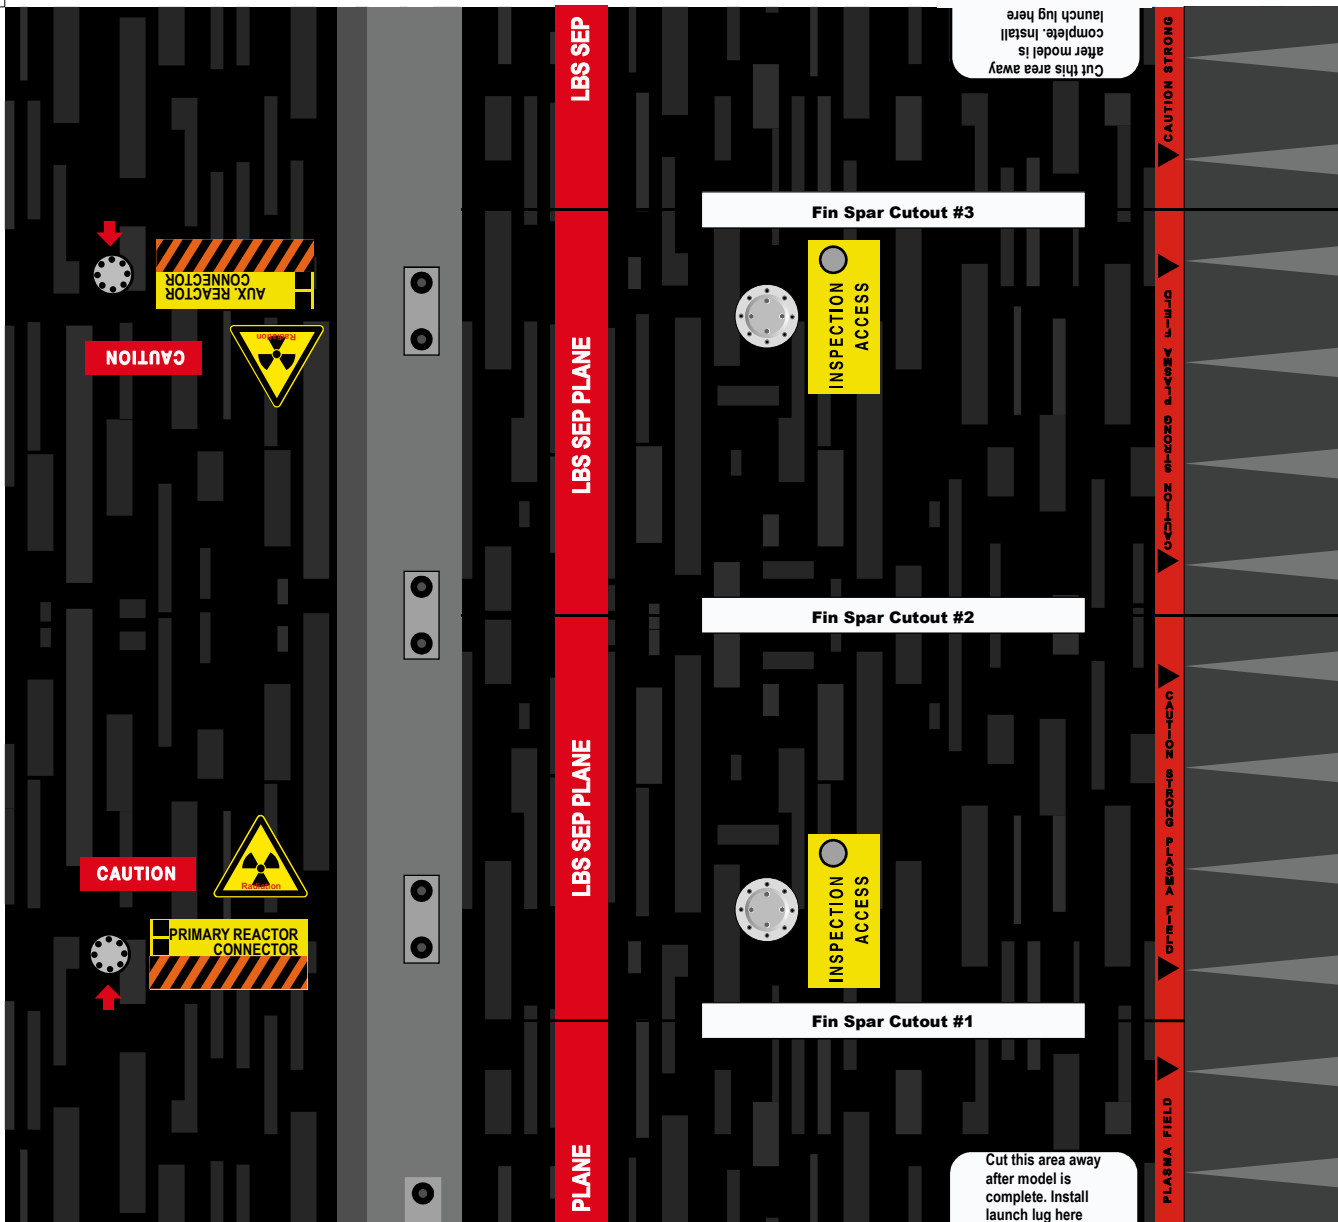 LBS SEP
launch lug here
complete. Install
after model is
Cut this area away
CAUTION STRONG
Fin Spar Cutout #3
AUX. REACTOR
CONNECTOR
Radiation
CAUTION
INSPECTION
ACCESS
LBS SEP PLANE
CAUTION STRONG PLASMA FIELD
Fin Spar Cutout #2
LBS SEP PLANE
CAUTION STRONG PLASMA FIELD
Radiation
CAUTION
PRIMARY REACTOR
CONNECTOR
INSPECTION
ACCESS
Fin Spar Cutout #1
PLANE
PLASMA FIELD
Cut this area away
after model is
complete. Install
launch lug here